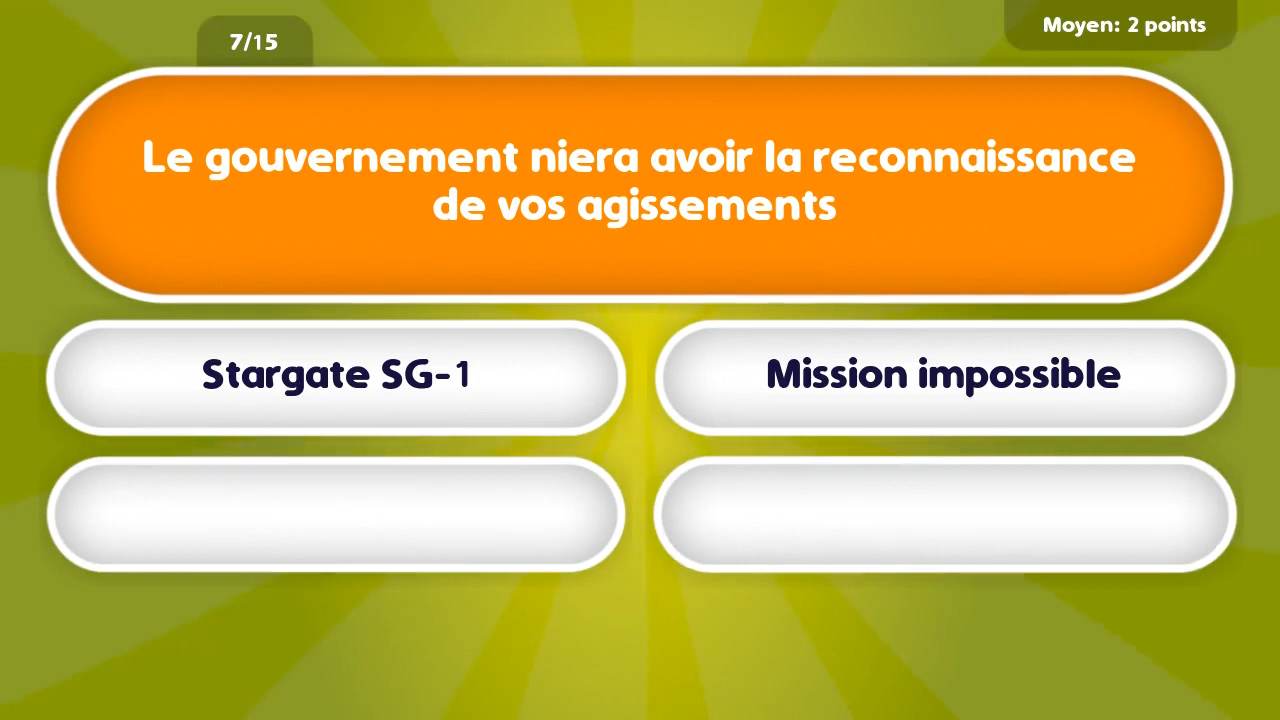 7/15
Moyen: 2 points
Le gouvernement niera avoir la reconnaissance
de vos agissements
Stargate SG-1
Mission impossible